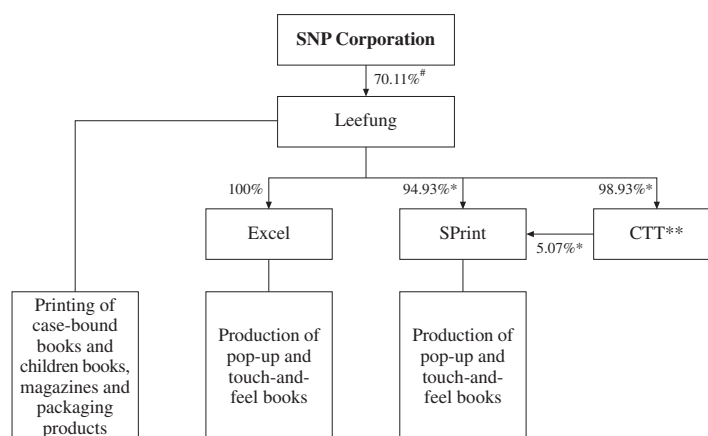 SNP Corporation
70.11%#
Leefung
100%
94.93%*
98.93%*
Excel
SPrint
CTT**
5.07%*
Printing of
case-bound
books and
children books,
magazines and
packaging
products
Production of
pop-up and
touch-and-
feel books
Production of
pop-up and
touch-and-
feel books